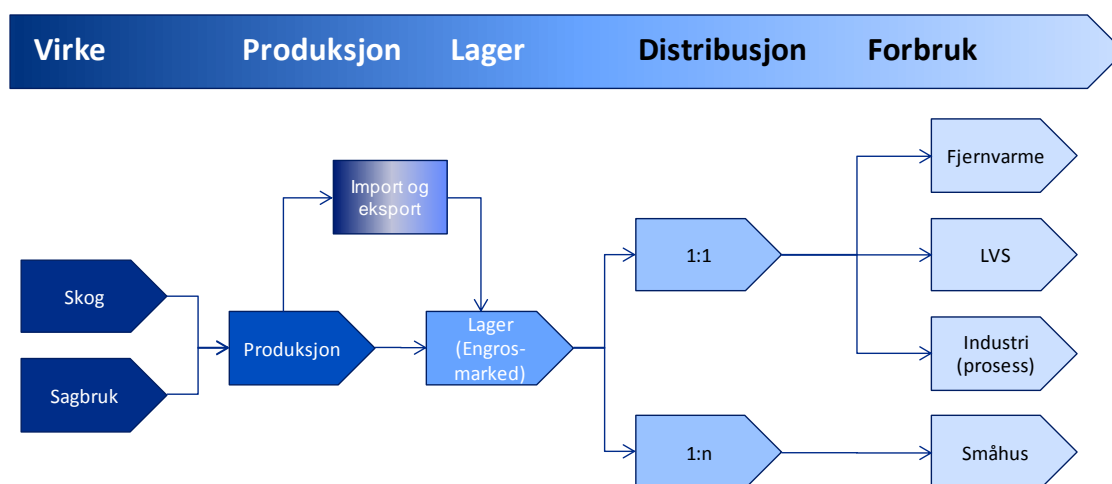 Virke Produksjon Lager Distribusjon Forbruk
Fjernvarme
Import og
eksport
1:1
LVS
Skog
Produksjon
Lager
(Engros-
marked)
Industri
(prosess)
Sagbruk
1:n
Småhus